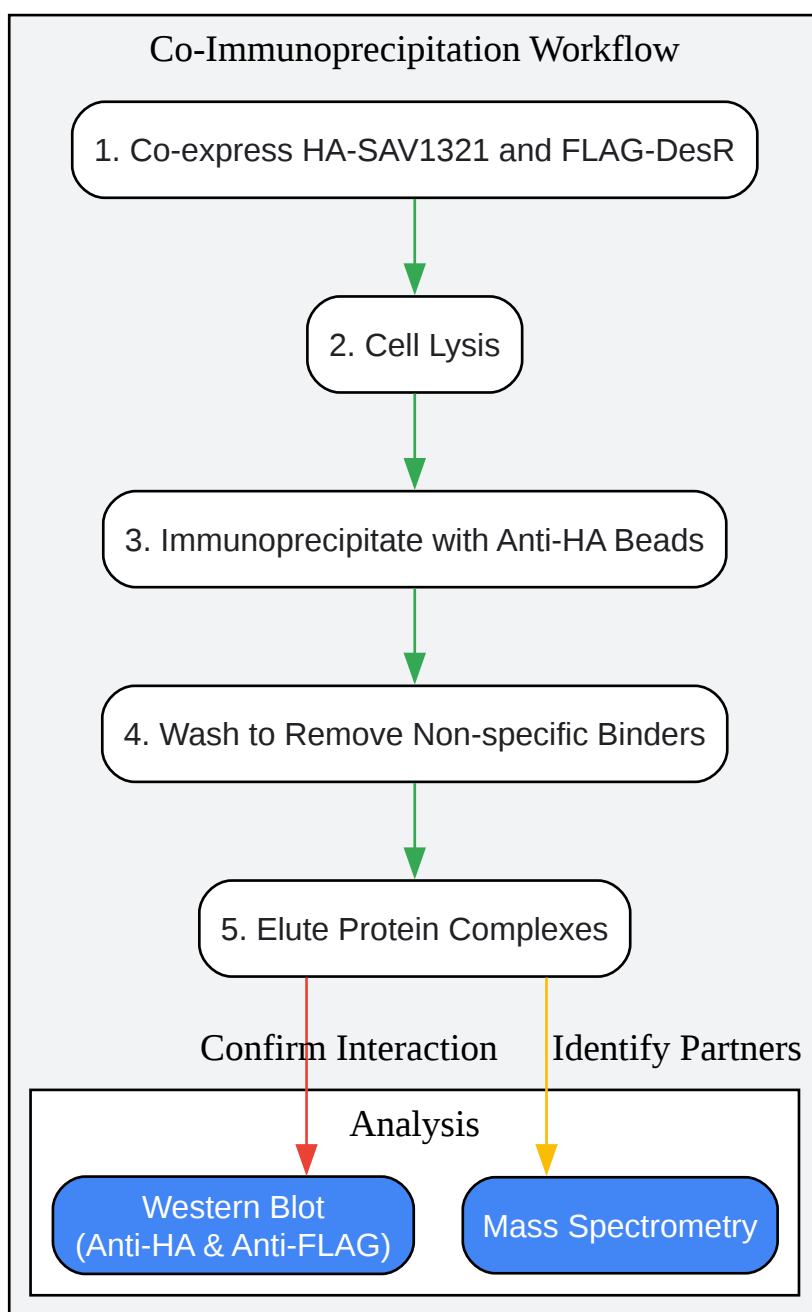 Co-Immunoprecipitation Workflow
1. Co-express HA-SAV1321 and FLAG-DesR
2. Cell Lysis
3. Immunoprecipitate with Anti-HA Beads
4. Wash to Remove Non-specific Binders
5. Elute Protein Complexes
Confirm Interaction
Identify Partners
Analysis
Western Blot
(Anti-HA & Anti-FLAG)
Mass Spectrometry